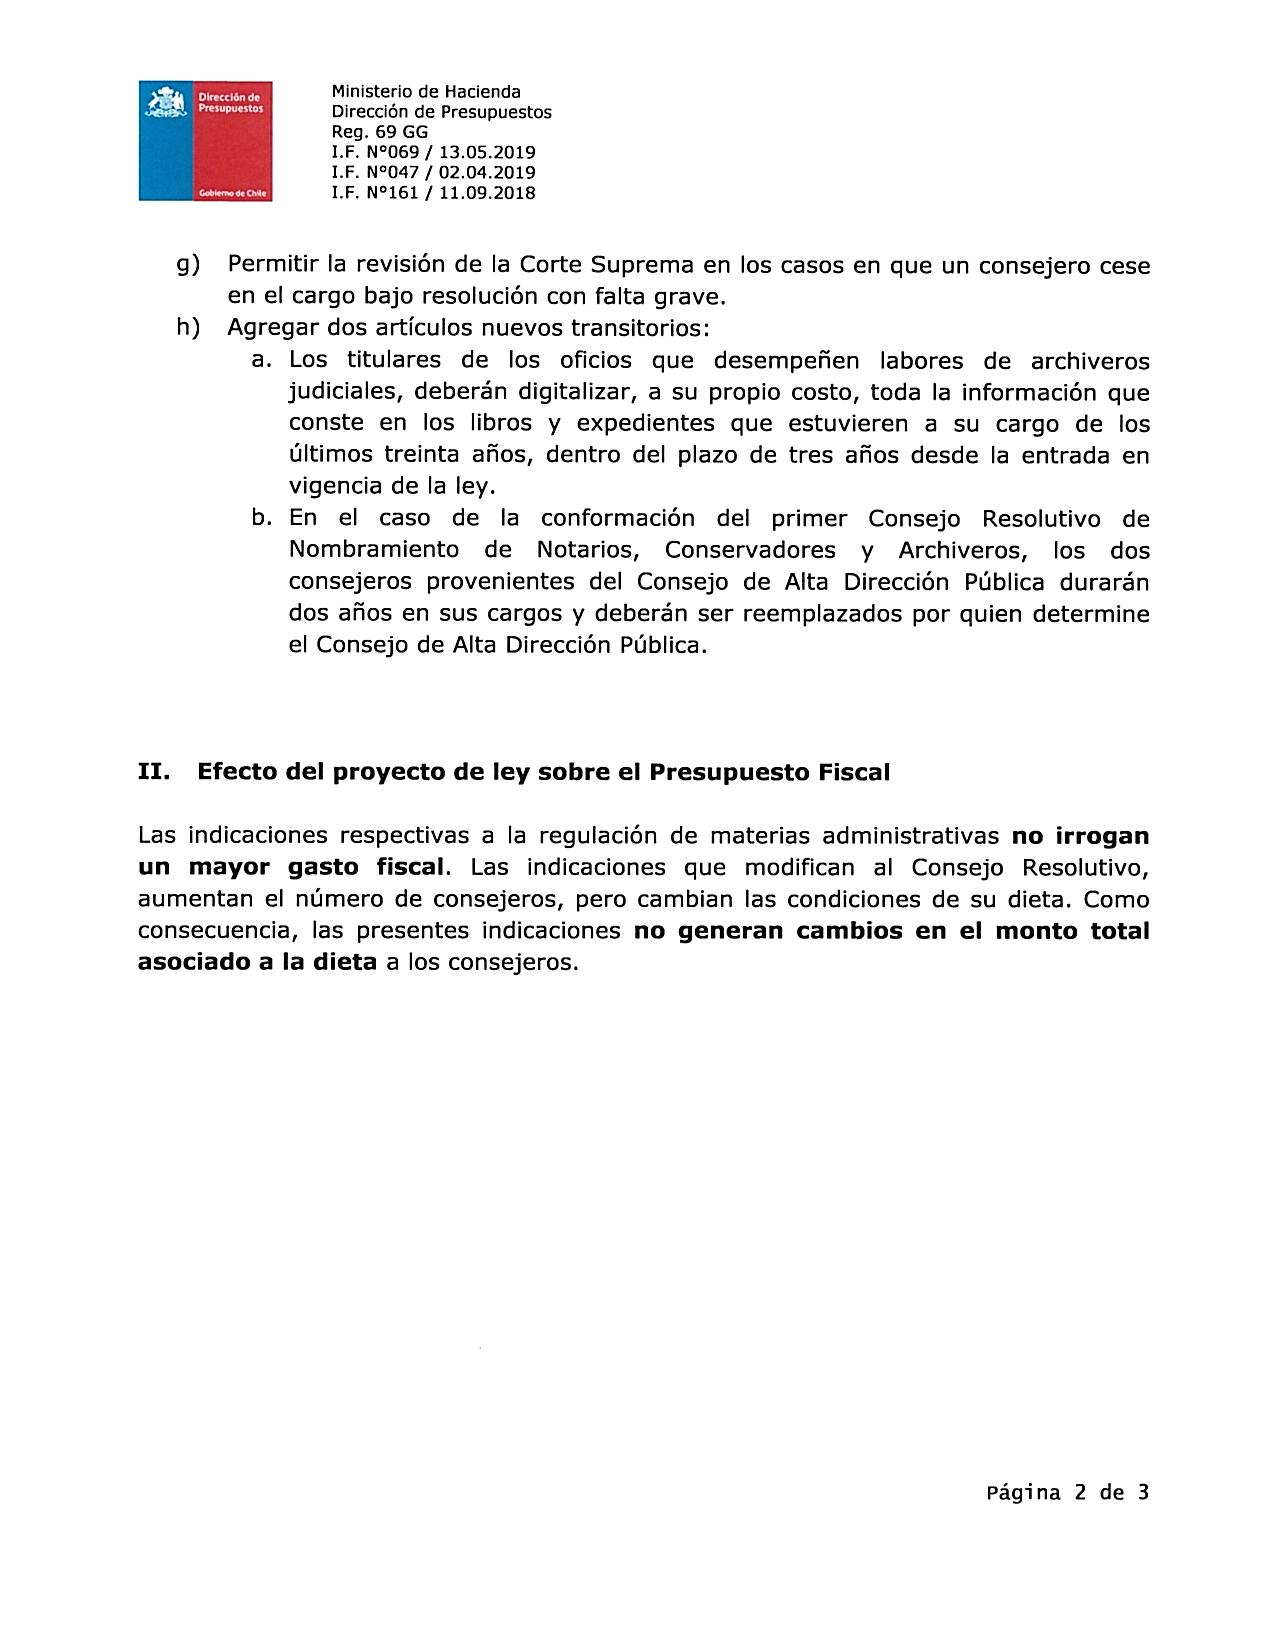 Dirección de
Presupuestos
Gobierno de Chile
Ministerio de Hacienda
Dirección de Presupuestos
Reg. 69 GG
I.F. N°069 / 13.05.2019
I.F. N°047 / 02.04.2019
I.F. N°161 / 11.09.2018
g) Permitir la revisión de la Corte Suprema en los casos en que un consejero cese
en el cargo bajo resolución con falta grave.
h) Agregar dos artículos nuevos transitorios:
a. Los titulares de los oficios que desempeñen labores de archiveros
judiciales, deberán digitalizar, a su propio costo, toda la información que
conste en los libros y expedientes que estuvieren a su cargo de los
últimos treinta años, dentro del plazo de tres años desde la entrada en
vigencia de la ley.
b. En el caso de la conformación del primer Consejo Resolutivo de
Nombramiento de Notarios, Conservadores y Archiveros, los dos
consejeros provenientes del Consejo de Alta Dirección Pública durarán
dos años en sus cargos y deberán ser reemplazados por quien determine
el Consejo de Alta Dirección Pública.
II. Efecto del proyecto de ley sobre el Presupuesto Fiscal
Las indicaciones respectivas a la regulación de materias administrativas no irrogan
un mayor gasto fiscal. Las indicaciones que modifican al Consejo Resolutivo,
aumentan el número de consejeros, pero cambian las condiciones de su dieta. Como
consecuencia, las presentes indicaciones no generan cambios en el monto total
asociado a la dieta a los consejeros.
Página 2 de 3